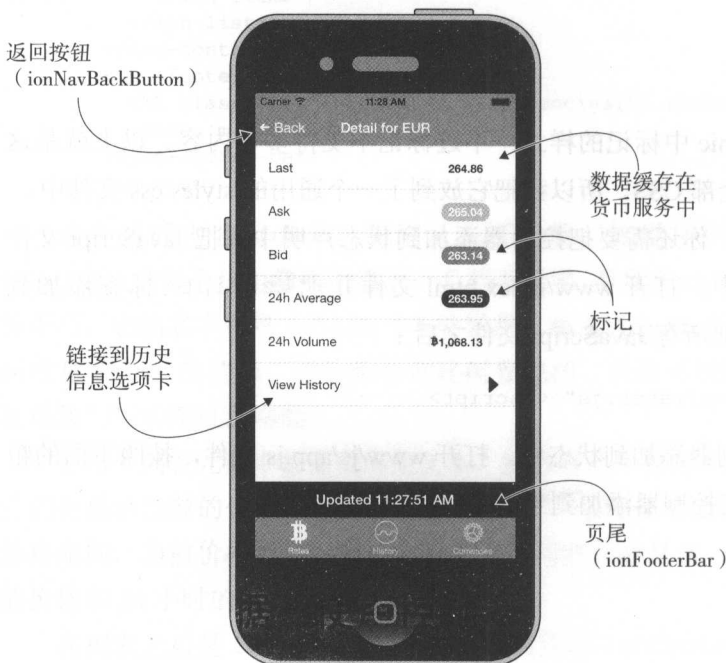 返回按钮
（ionNavBackButton）
Carrier
11:28 AM
← Back
Detail for EUR
Last
264.86
Ask
265.04
Bid
263.14
24h Average
263.95
24h Volume
฿1,068.13
View History
Updated 11:27:51 AM
Rates
History
Currencies
数据缓存在
货币服务中
标记
链接到历史
信息选项卡
页尾
（ionFooterBar）